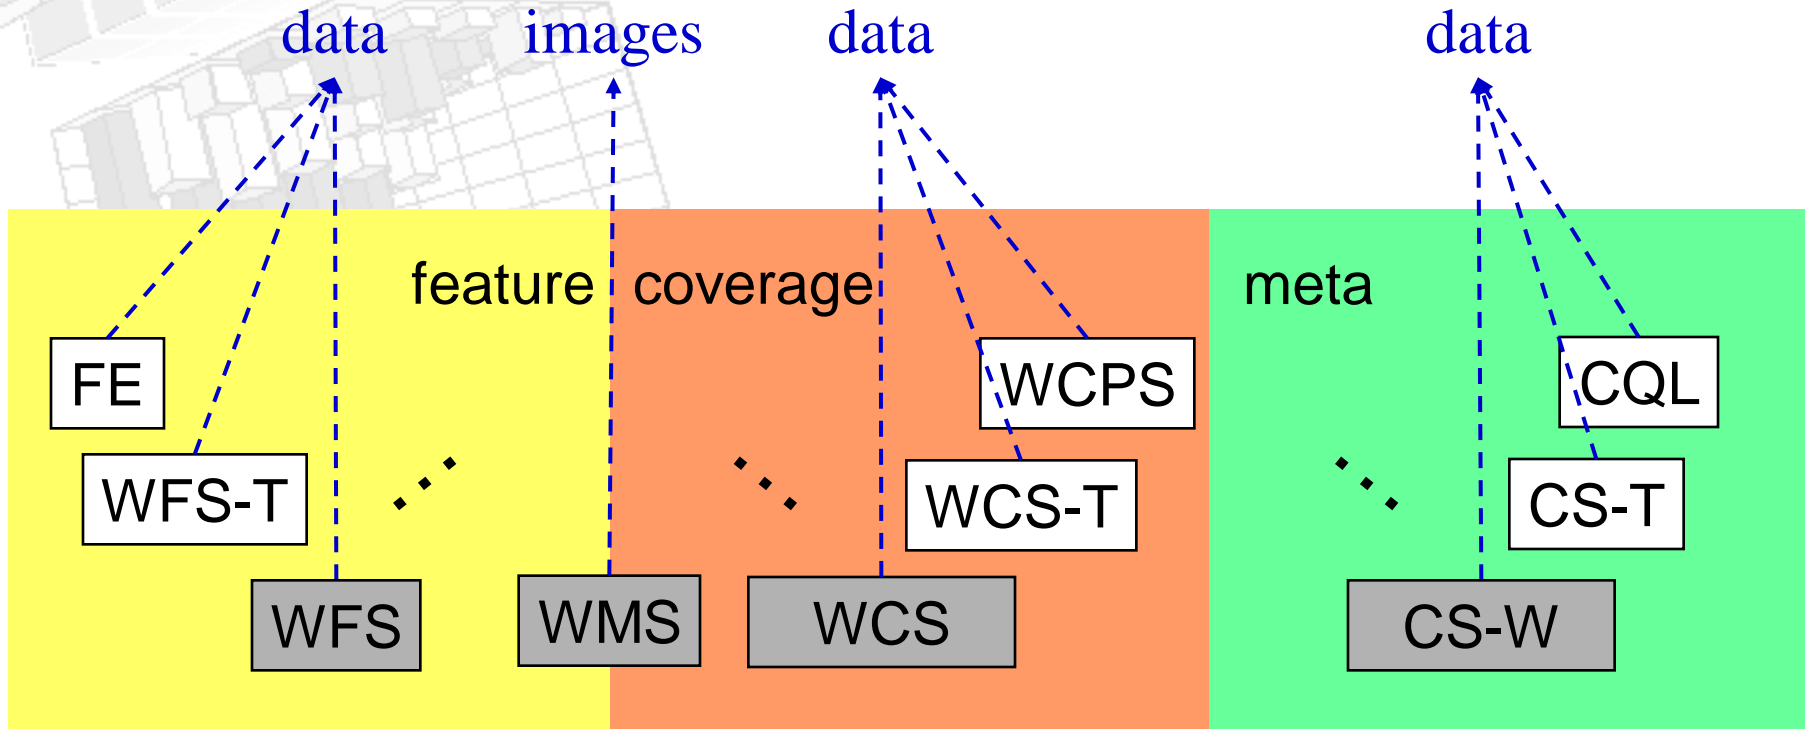 data images data data
feature coverage meta
FE WCPS CQL
WFS-T WCS-T CS-T
WFS WMS WCS CS-W